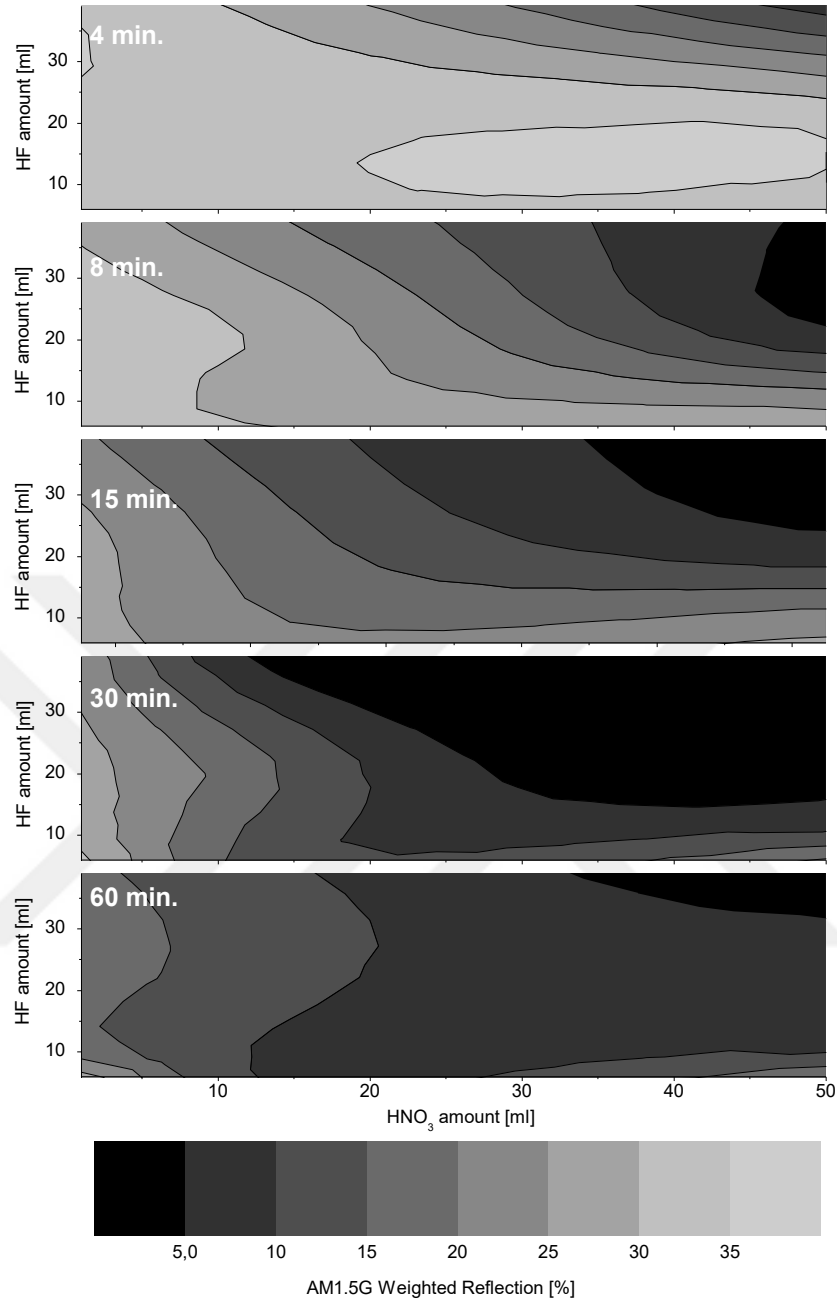 4 min.
HF amount [ml]
30
20
10
8 min.
HF amount [ml]
30
20
10
15 min.
HF amount [ml]
30
20
10
30 min.
HF amount [ml]
30
20
10
60 min.
HF amount [ml]
30
20
10
10 20 30 40 50
HNO₃ amount [ml]
5,0 10 15 20 25 30 35
AM1.5G Weighted Reflection [%]